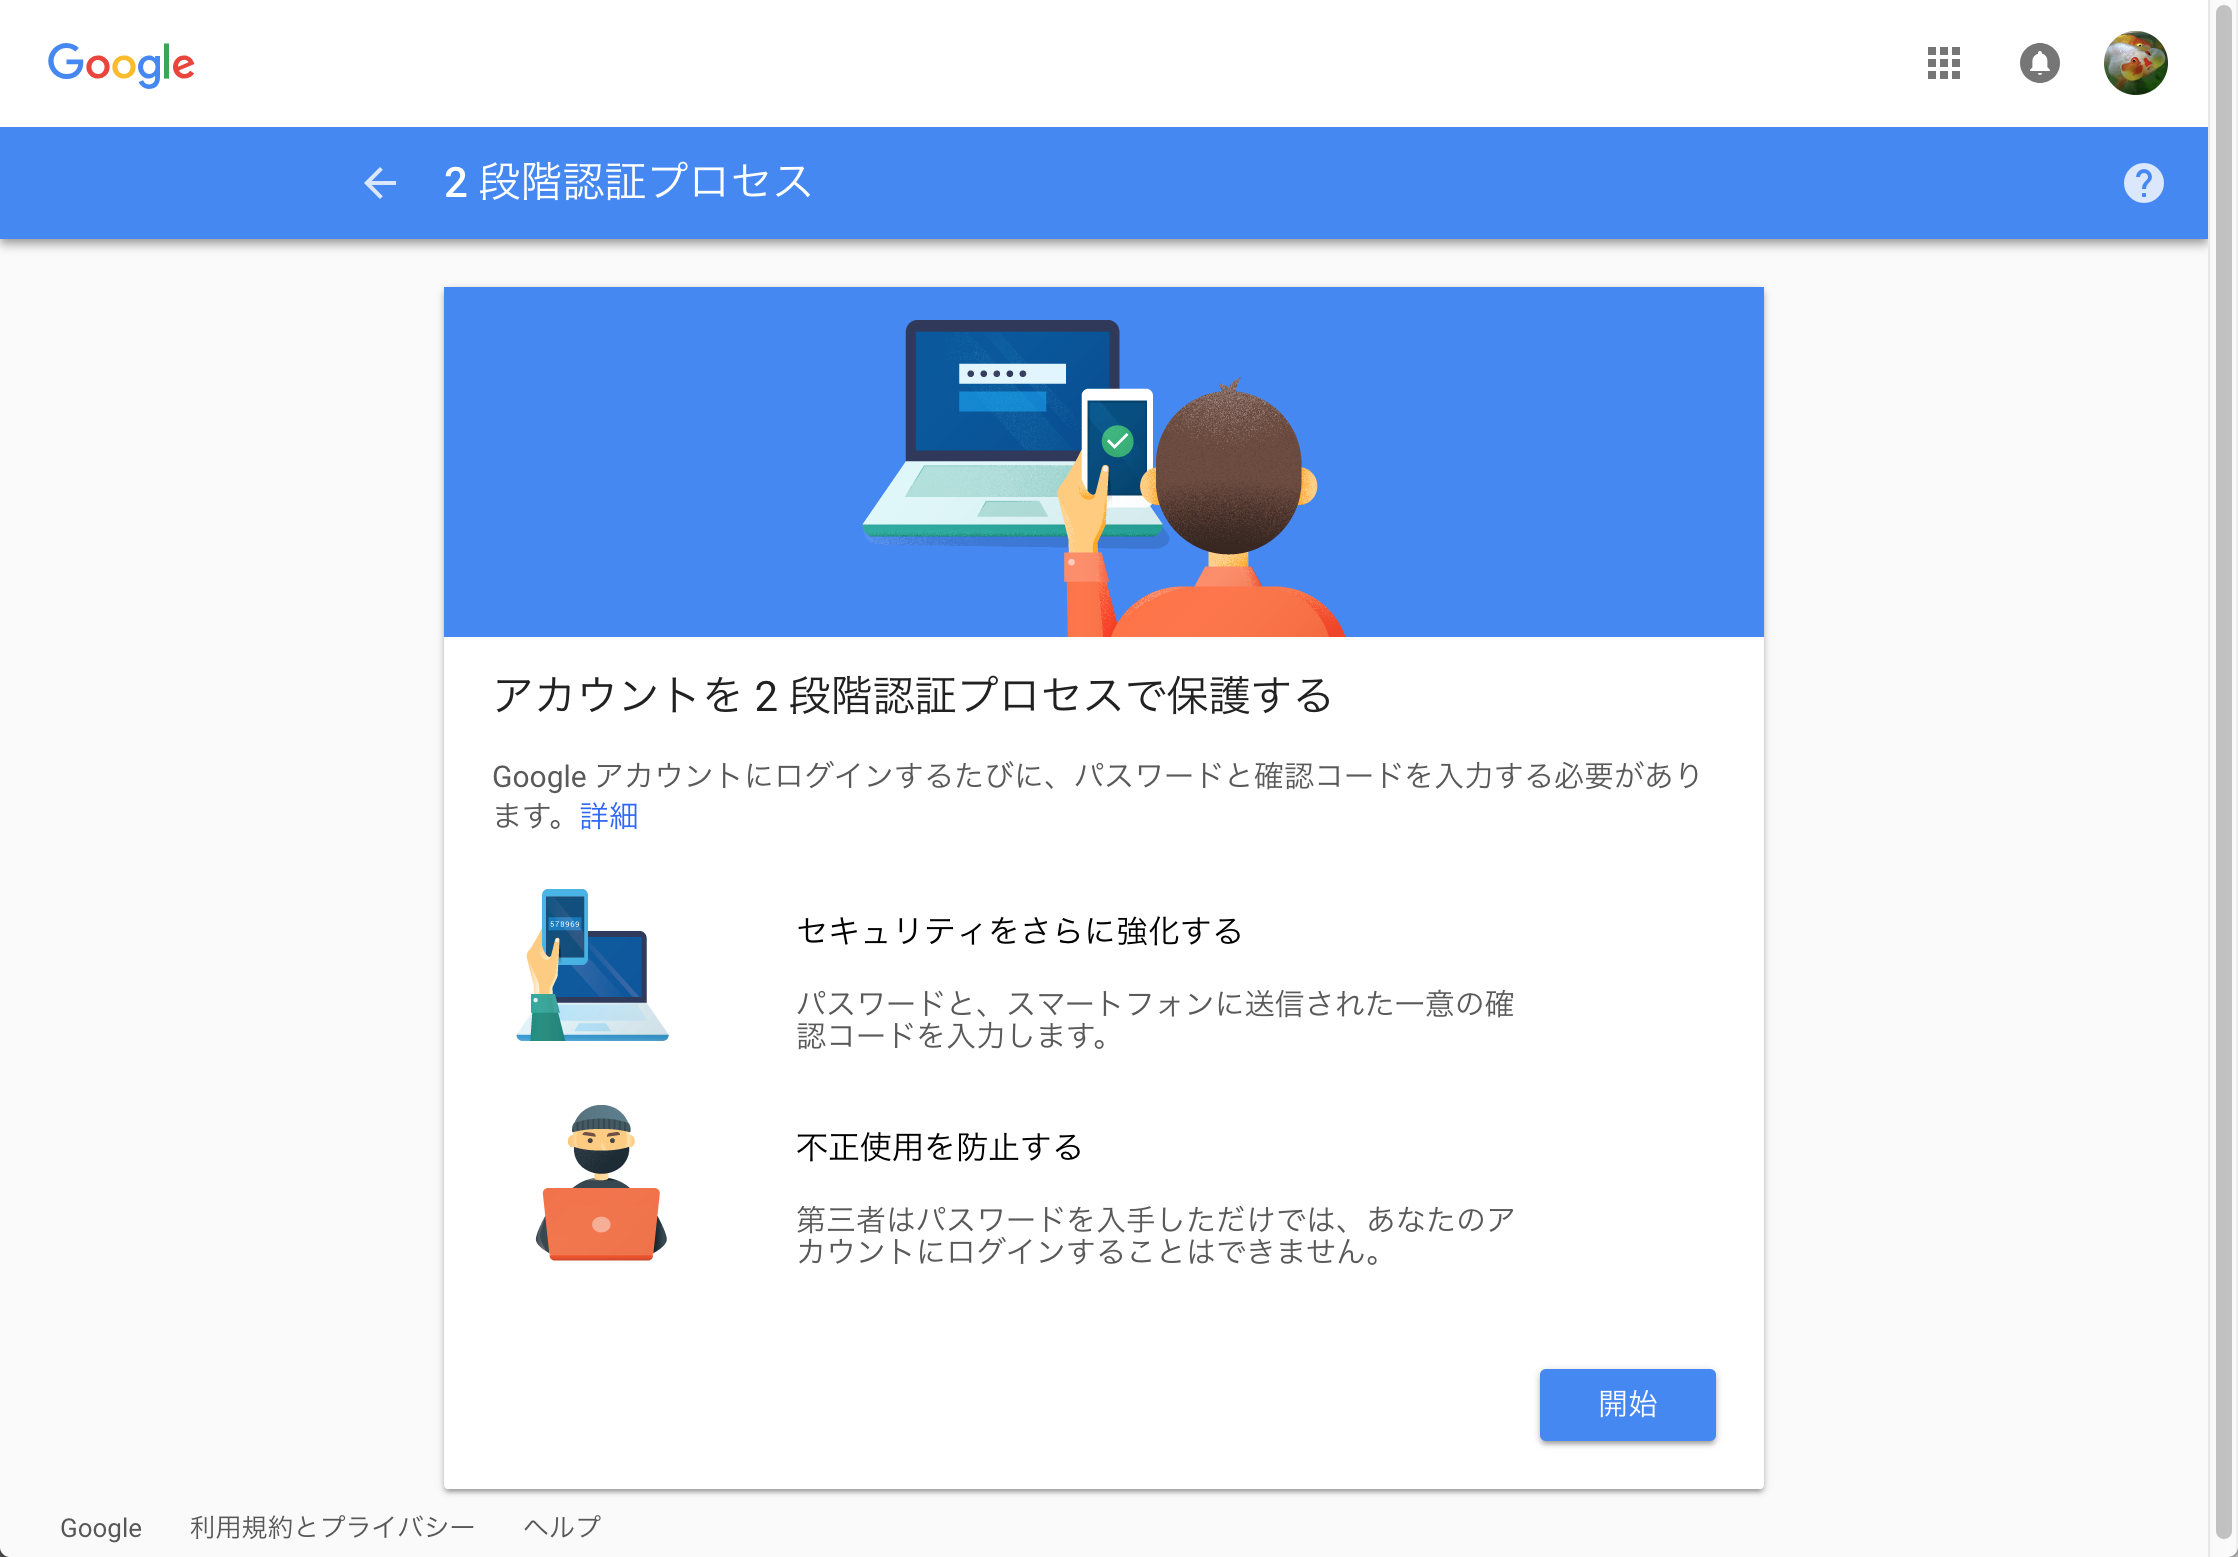 Google
2 段階認証プロセス
アカウントを 2 段階認証プロセスで保護する
Google アカウントにログインするたびに、パスワードと確認コードを入力する必要があり
ます。詳細
578969
セキュリティをさらに強化する
パスワードと、スマートフォンに送信された一意の確
認コードを入力します。
不正使用を防止する
第三者はパスワードを入手しただけでは、あなたのア
カウントにログインすることはできません。
開始
Google 利用規約とプライバシー ヘルプ